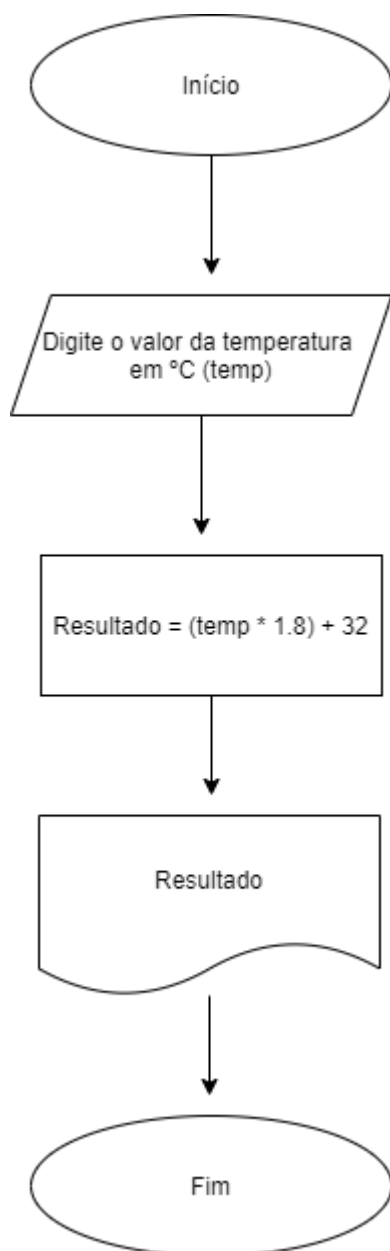 Início
Digite o valor da temperatura
em ºC (temp)
Resultado = (temp * 1.8) + 32
Resultado
Fim